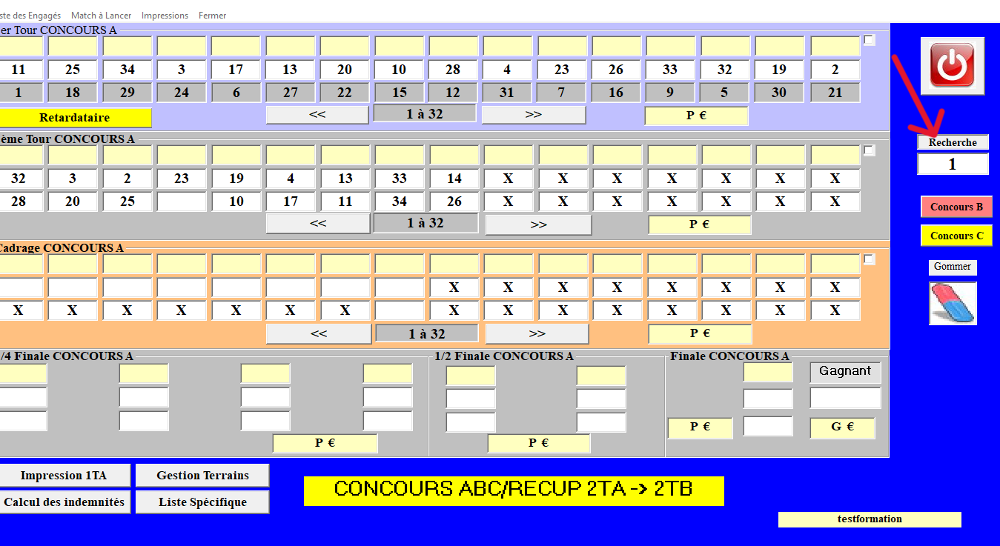 ste des Engagés Match à Lancer Impressions Fermer
er Tour CONCOURS A
11 25 34 3 17 13 20 10 28 4 23 26 33 32 19 2
1 18 29 24 6 27 22 15 12 31 7 16 9 5 30 21
Retardataire << 1 à 32 >> P €
ème Tour CONCOURS A
Recherche
1
32 3 2 23 19 4 13 33 14 X X X X X X X
28 20 25 10 17 11 34 26 X X X X X X X
<< 1 à 32 >> P €
Concours B
Concours C
Cadrage CONCOURS A
Gommer
X X X X X X X X
X X X X X X X X X X X X X X X
<< 1 à 32 >> P €
/4 Finale CONCOURS A 1/2 Finale CONCOURS A Finale CONCOURS A
Gagnant
P € P € P € G €
Impression 1TA Gestion Terrains
Calcul des indemnités Liste Spécifique
CONCOURS ABC/RECUP 2TA -> 2TB
testformation